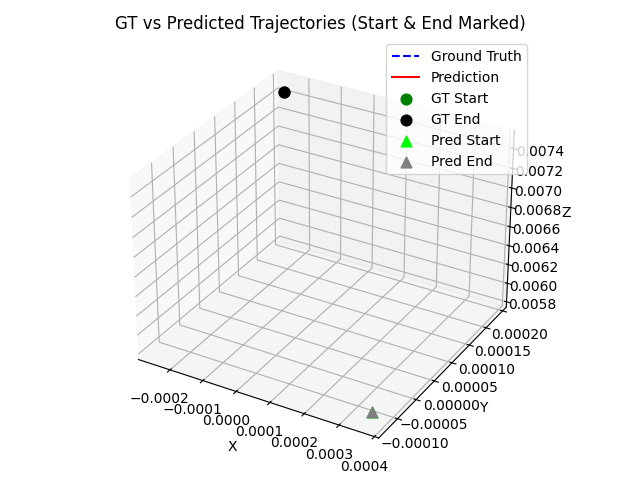 GT vs Predicted Trajectories (Start & End Marked)
Ground Truth
Prediction
GT Start
GT End
Pred Start
Pred End
0.0074
0.0072
0.0070
0.0068
Z
0.0066
0.0064
0.0062
0.0060
0.0058
0.00020
0.00015
0.00010
0.00005
0.00000
Y
−0.00005
−0.00010
−0.0002
−0.0001
0.0000
0.0001
0.0002
0.0003
0.0004
X